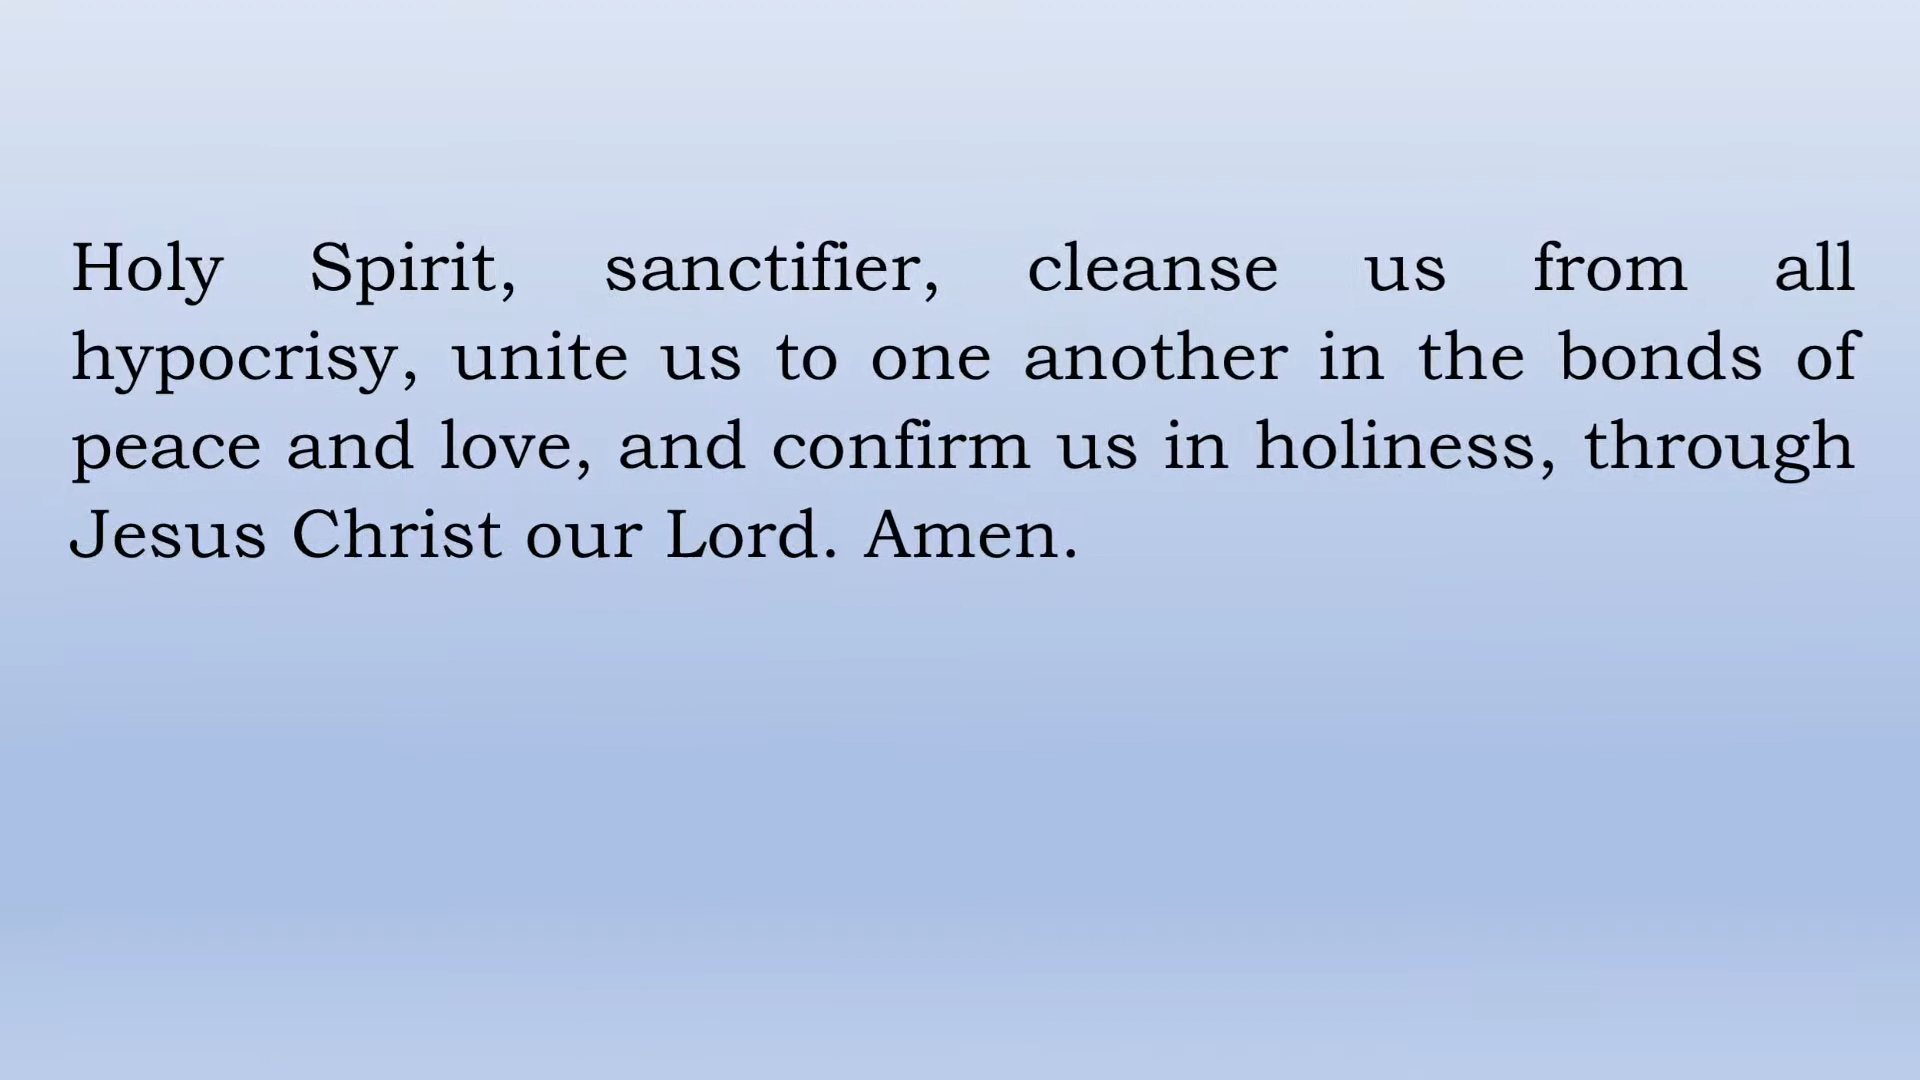 Holy Spirit, sanctifier, cleanse us from all
hypocrisy, unite us to one another in the bonds of
peace and love, and confirm us in holiness, through
Jesus Christ our Lord. Amen.